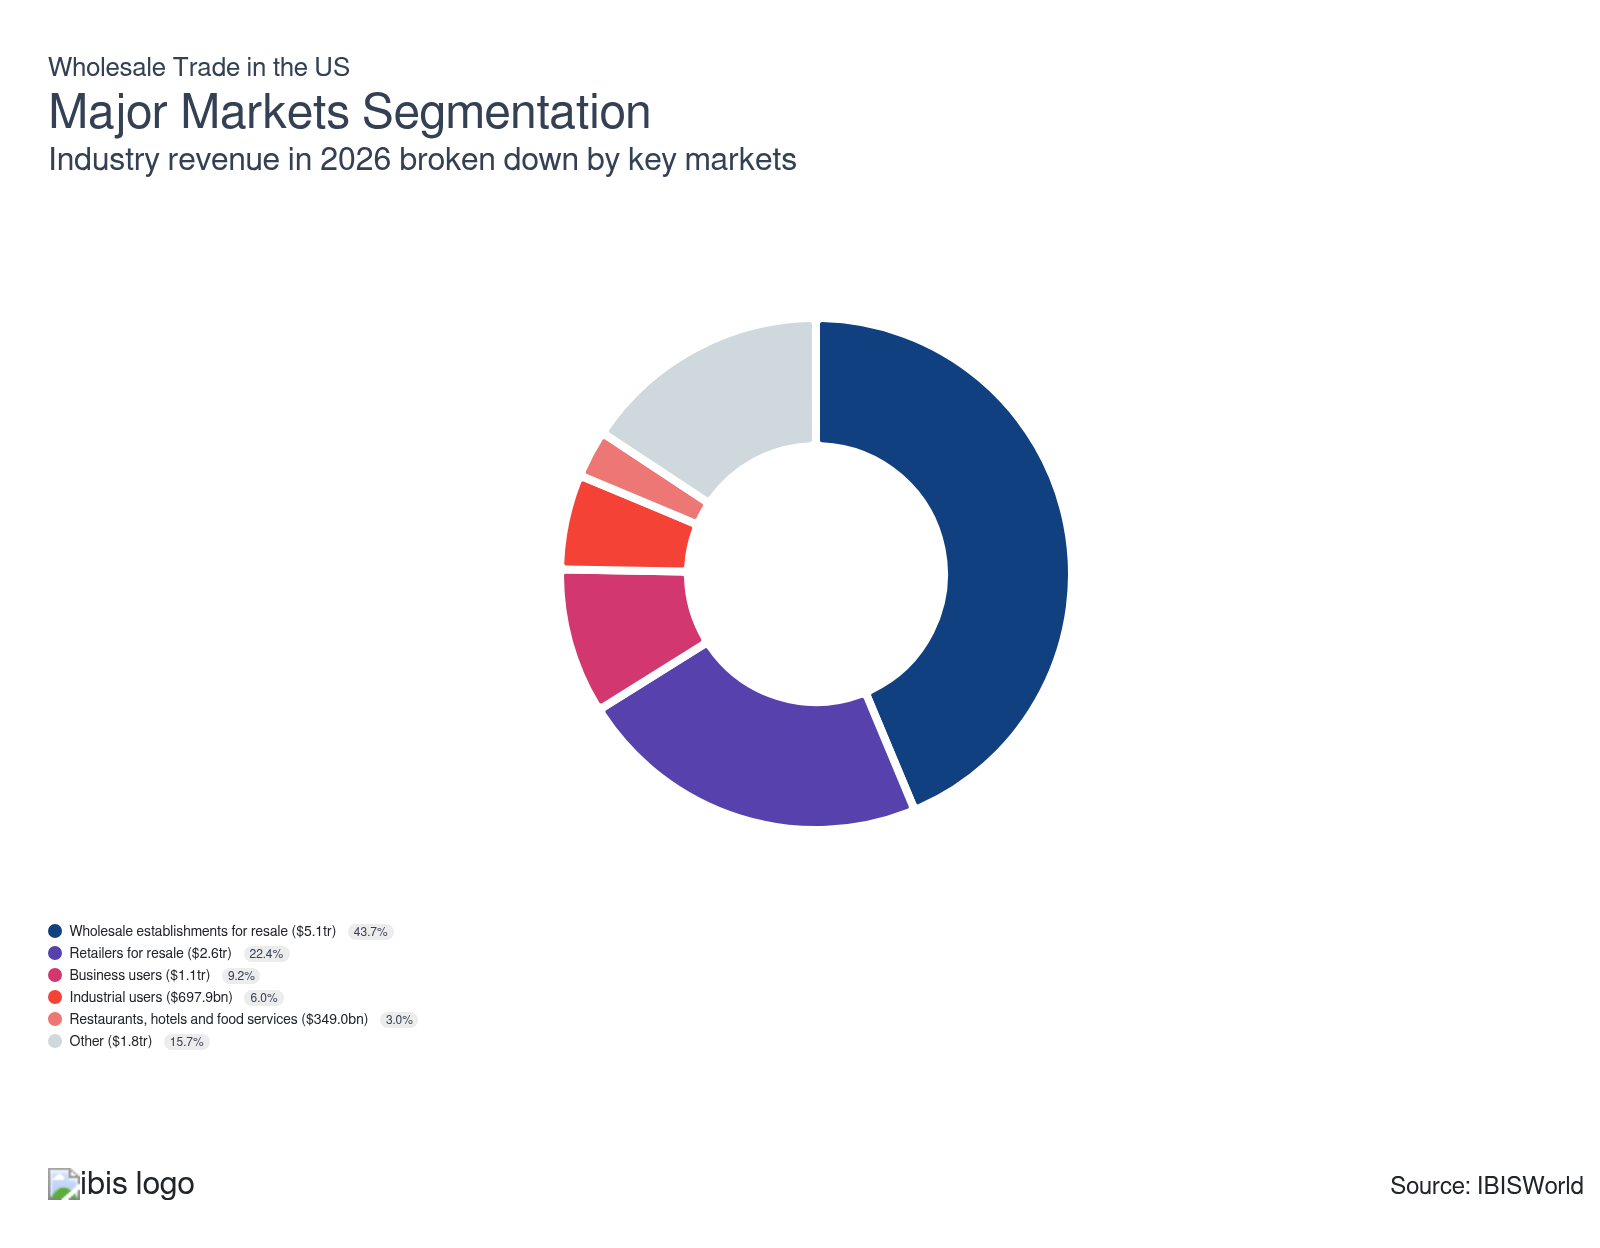 Wholesale Trade in the US
Major Markets Segmentation
Industry revenue in 2026 broken down by key markets
Wholesale establishments for resale ($5.1tr) 43.7%
Retailers for resale ($2.6tr) 22.4%
Business users ($1.1tr) 9.2%
Industrial users ($697.9bn) 6.0%
Restaurants, hotels and food services ($349.0bn) 3.0%
Other ($1.8tr) 15.7%
ibis logo
Source: IBISWorld